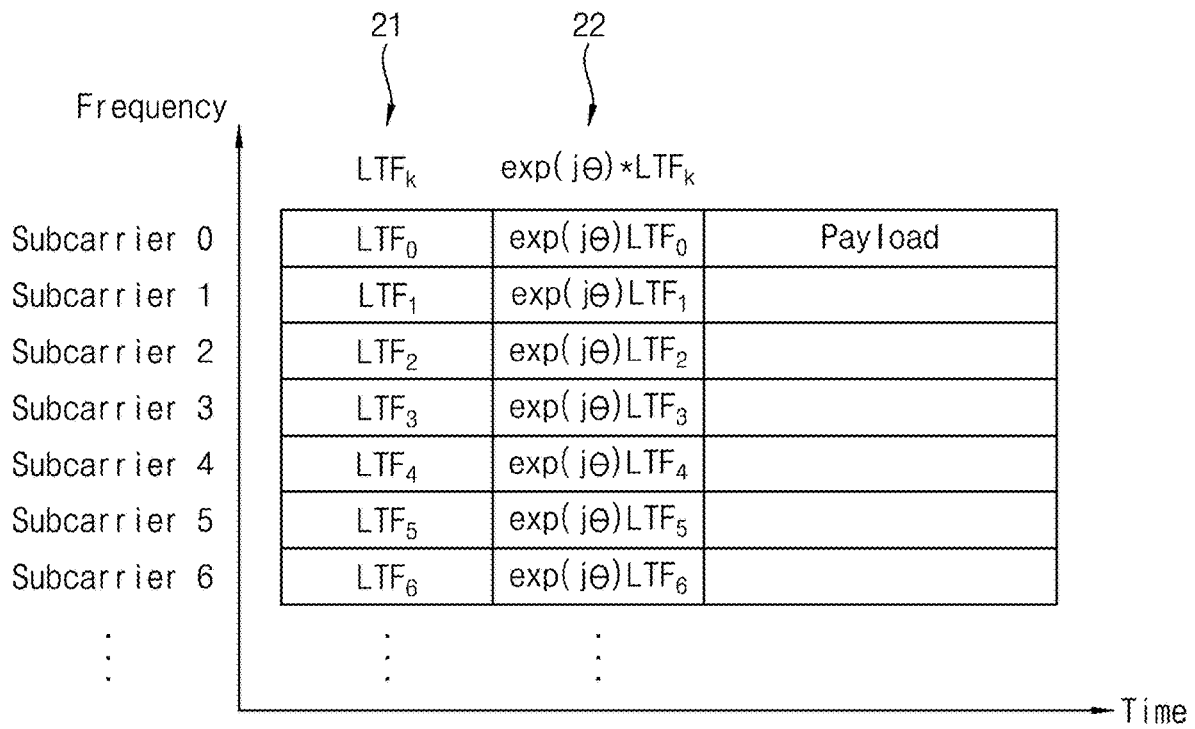 21 22
Frequency
LTFₖ exp(jΘ)*LTFₖ
Subcarrier 0 LTF₀ exp(jΘ)LTF₀ Payload
Subcarrier 1 LTF₁ exp(jΘ)LTF₁
Subcarrier 2 LTF₂ exp(jΘ)LTF₂
Subcarrier 3 LTF₃ exp(jΘ)LTF₃
Subcarrier 4 LTF₄ exp(jΘ)LTF₄
Subcarrier 5 LTF₅ exp(jΘ)LTF₅
Subcarrier 6 LTF₆ exp(jΘ)LTF₆
Time